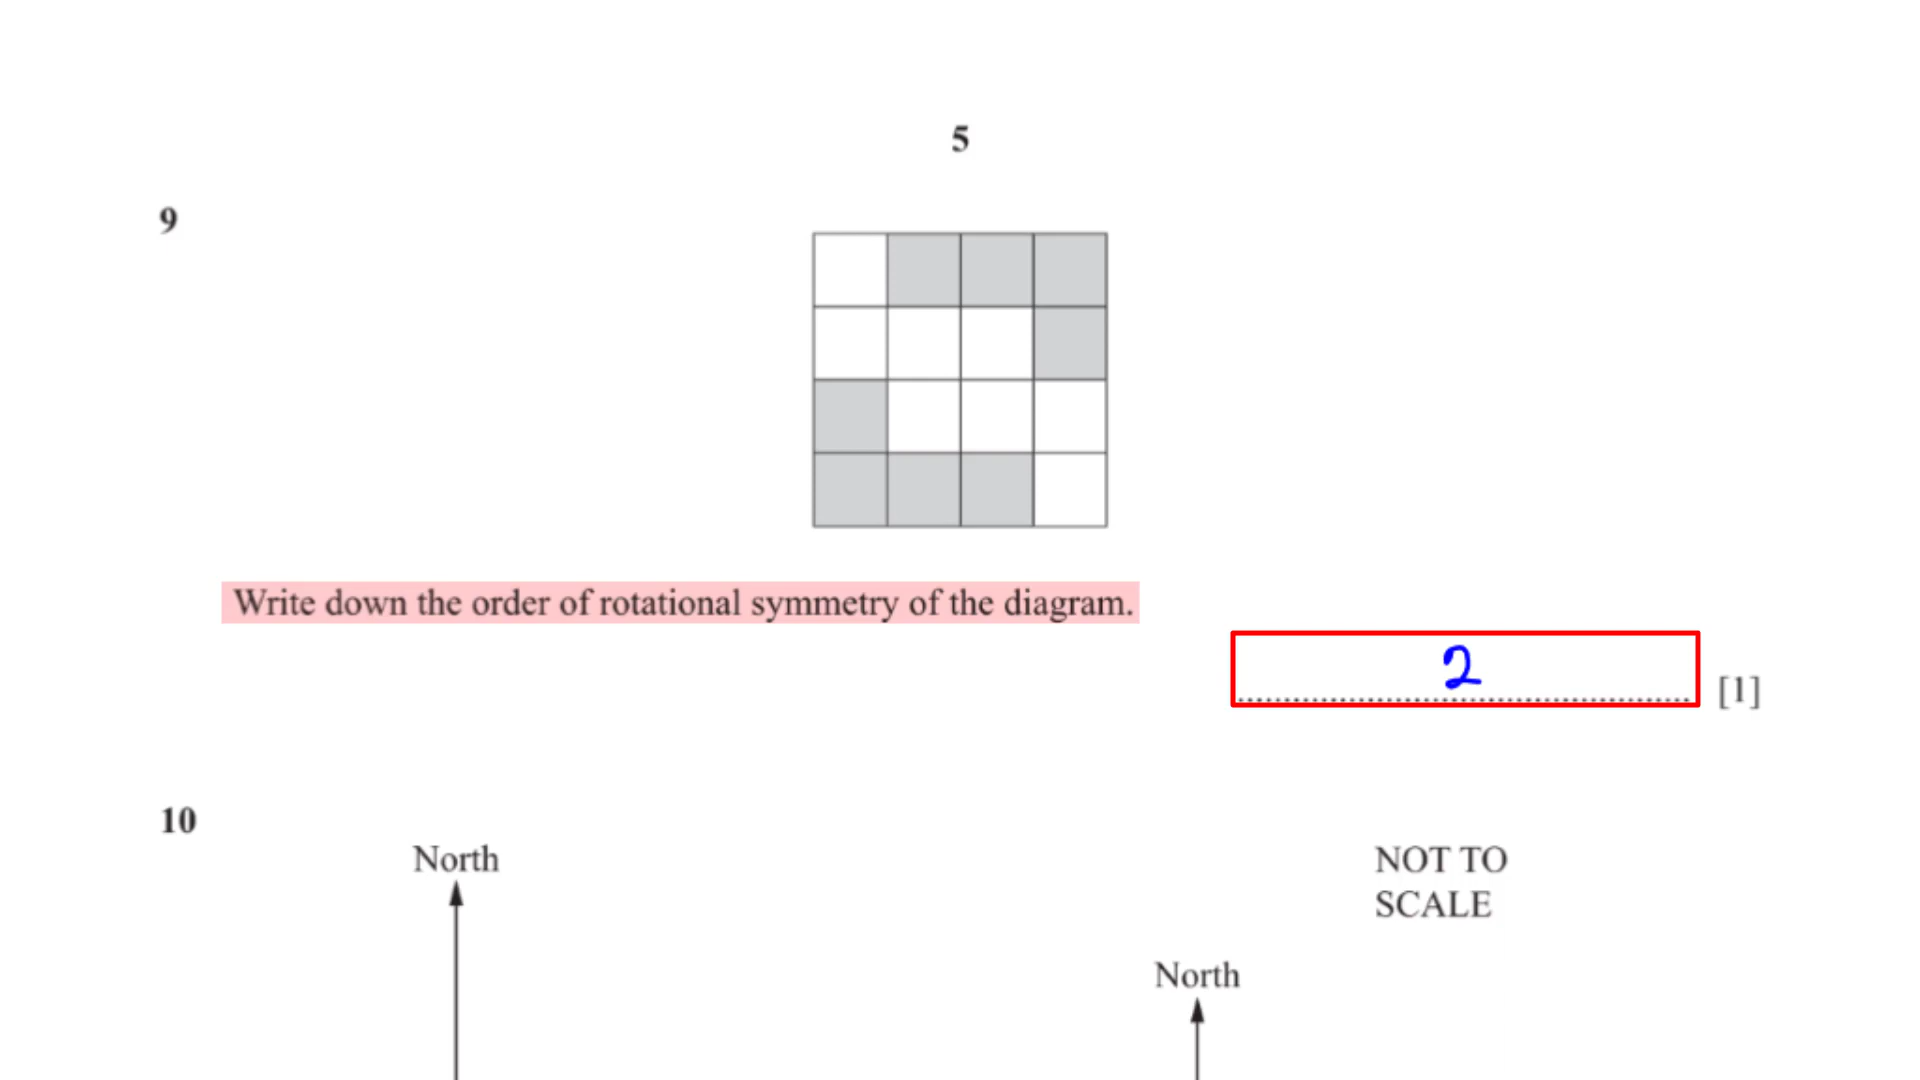 5
9
Write down the order of rotational symmetry of the diagram.
2
[1]
10
North
NOT TO
SCALE
North